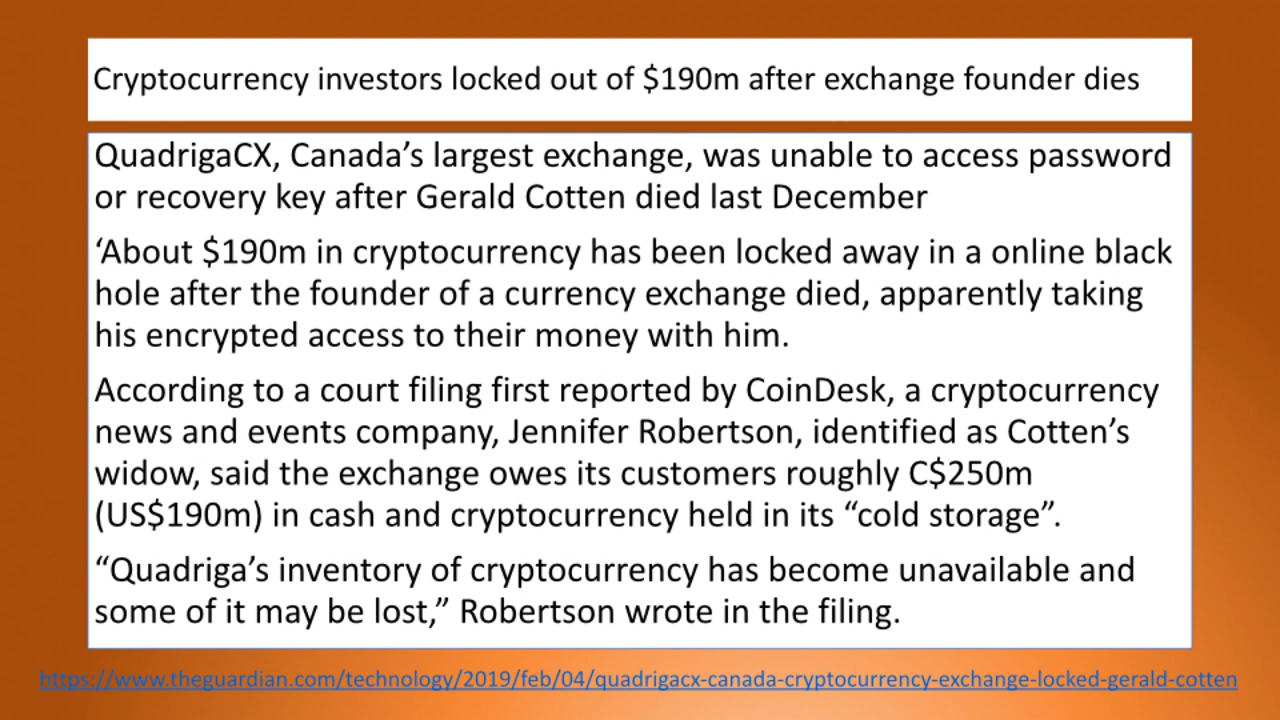 Cryptocurrency investors locked out of $190m after exchange founder dies
QuadrigaCX, Canada’s largest exchange, was unable to access password
or recovery key after Gerald Cotten died last December
‘About $190m in cryptocurrency has been locked away in a online black
hole after the founder of a currency exchange died, apparently taking
his encrypted access to their money with him.
According to a court filing first reported by CoinDesk, a cryptocurrency
news and events company, Jennifer Robertson, identified as Cotten’s
widow, said the exchange owes its customers roughly C$250m
(US$190m) in cash and cryptocurrency held in its “cold storage”.
“Quadriga’s inventory of cryptocurrency has become unavailable and
some of it may be lost,” Robertson wrote in the filing.
https://www.theguardian.com/technology/2019/feb/04/quadrigacx-canada-cryptocurrency-exchange-locked-gerald-cotten